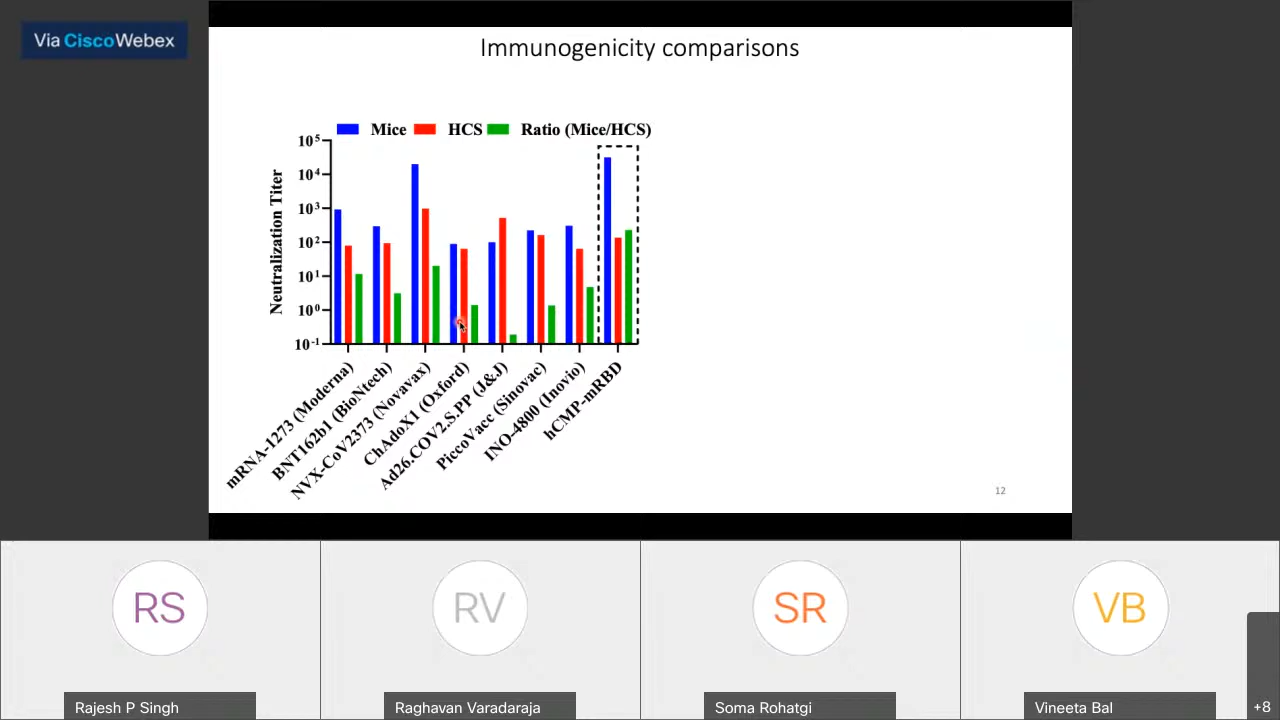 Via CiscoWebex
Immunogenicity comparisons
Mice HCS Ratio (Mice/HCS)
Neutralization Titer
10^5
10^4
10^3
10^2
10^1
10^0
10^-1
mRNA-1273 (Moderna)
BNT162b1 (BioNtech)
NVX-CoV2373 (Novavax)
ChAdoX1 (Oxford)
Ad26.COV2.S.PP (J&J)
PiccoVacc (Sinovac)
INO-4800 (Inovio)
hCMP-mRBD
12
RS
RV
SR
VB
Rajesh P Singh
Raghavan Varadaraja
Soma Rohatgi
Vineeta Bal
+8